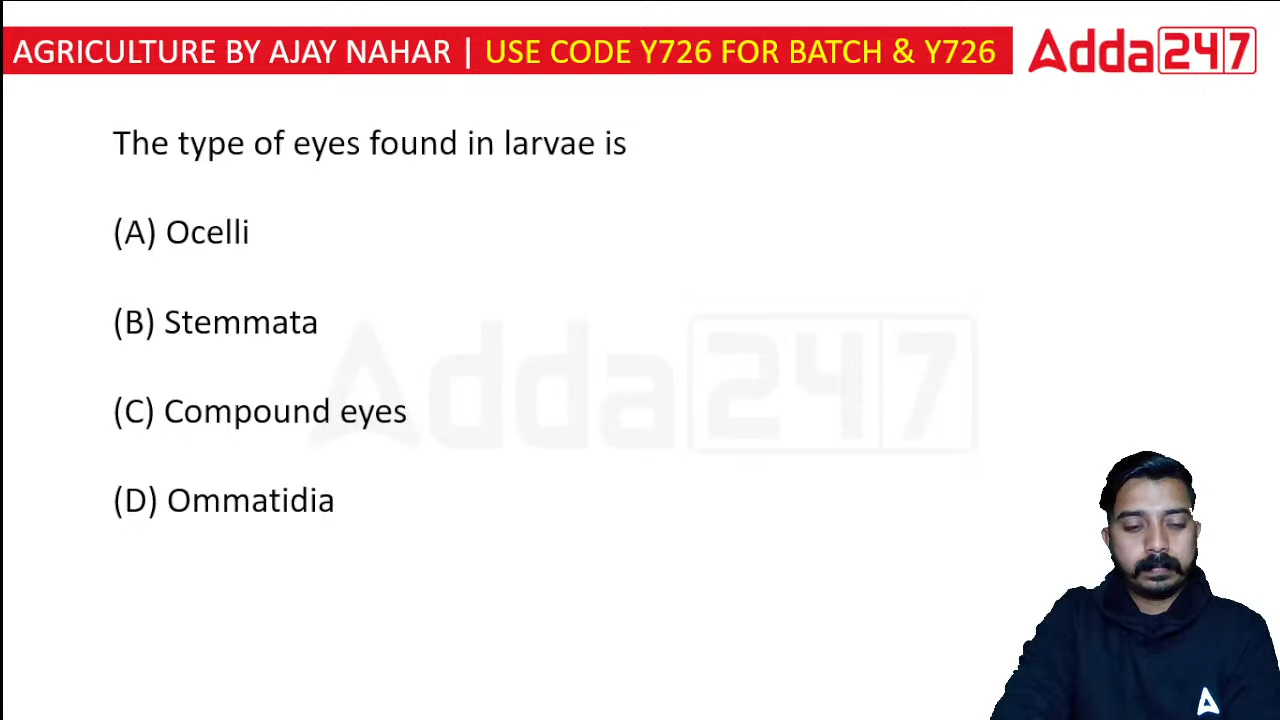 AGRICULTURE BY AJAY NAHAR | USE CODE Y726 FOR BATCH & Y726
Adda247
The type of eyes found in larvae is
(A) Ocelli
(B) Stemmata
(C) Compound eyes
(D) Ommatidia
Adda247